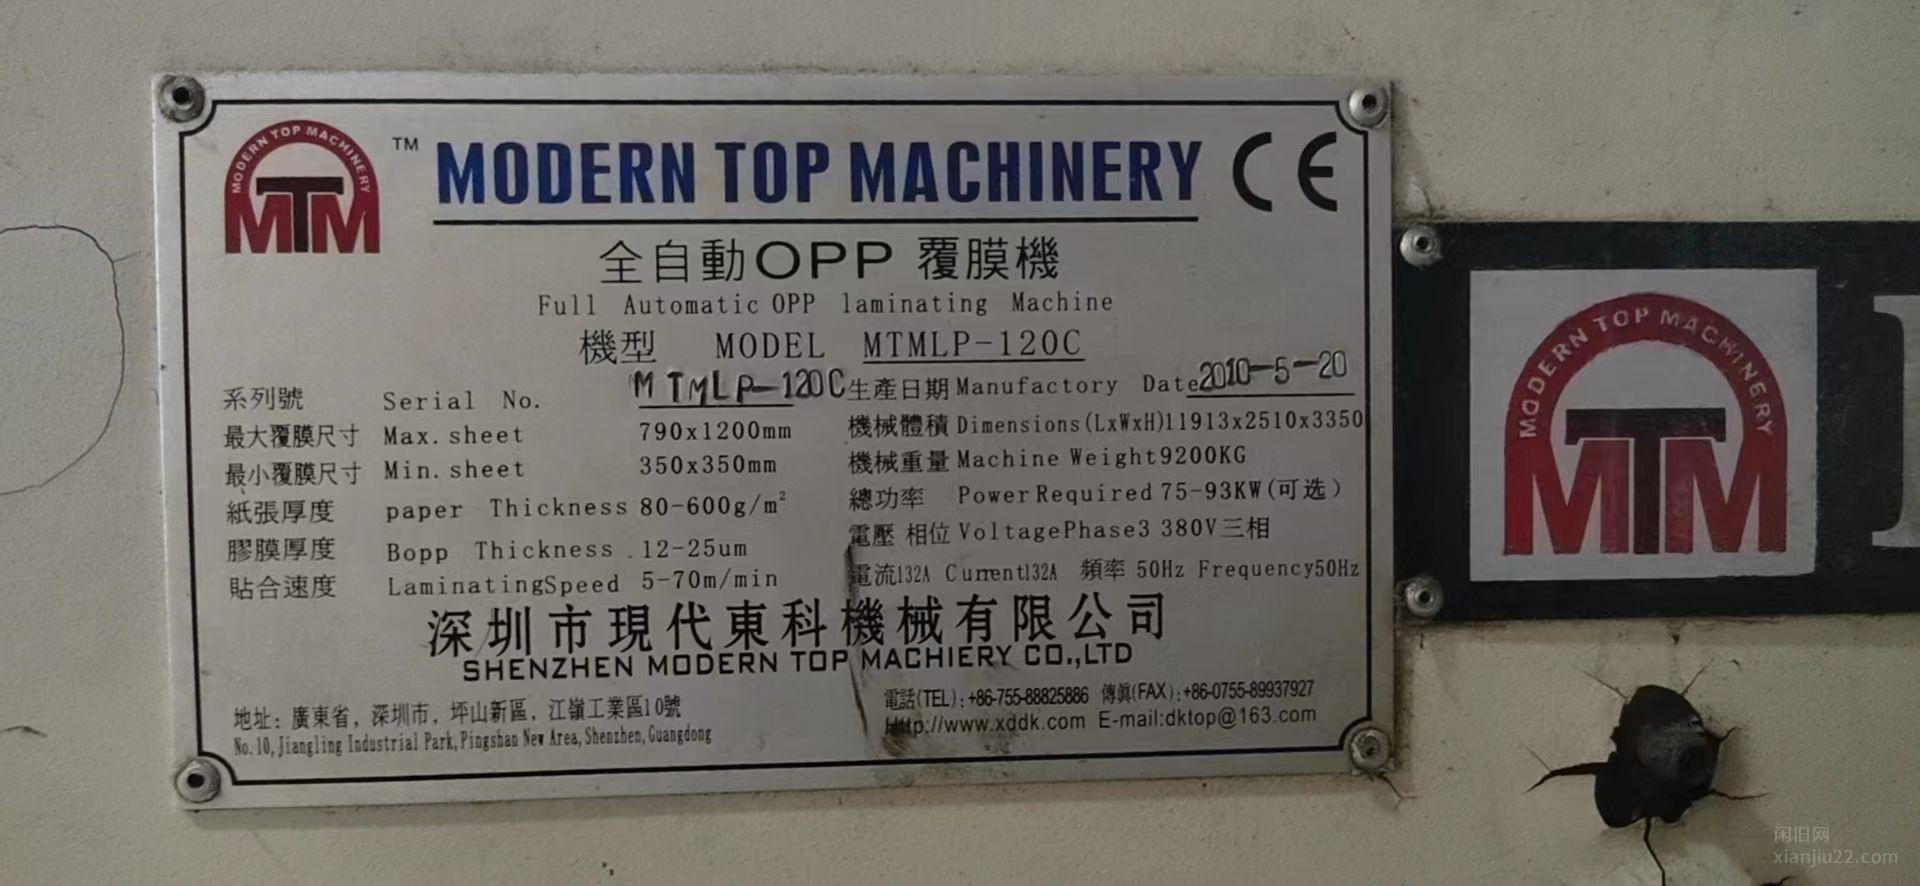 MODERN TOP MACHINERY
MTM
™ MODERN TOP MACHINERY CE
全自動OPP 覆膜機
Full Automatic OPP laminating Machine
機型 MODEL MTMLP-120C
系列號 Serial No. MTMLP-120C
生產日期 Manufactory Date 2010-5-20
最大覆膜尺寸 Max. sheet 790x1200mm
機械體積 Dimensions(LxWxH)11913x2510x3350
最小覆膜尺寸 Min. sheet 350x350mm
機械重量 Machine Weight9200KG
紙張厚度 paper Thickness 80-600g/m²
總功率 Power Required 75-93KW(可选)
膠膜厚度 Bopp Thickness 12-25um
電壓 相位 VoltagePhase3 380V三相
貼合速度 LaminatingSpeed 5-70m/min
電流132A Current132A 頻率 50Hz Frequency50Hz
深圳市現代東科機械有限公司
SHENZHEN MODERN TOP MACHIERY CO.,LTD
地址: 廣東省, 深圳市, 坪山新區, 江嶺工業區10號
No.10,Jiangling Industrial Park,Pingshan New Area,Shenzhen,Guangdong
電話(TEL):+86-755-88825886 傳眞(FAX):+86-0755-89937927
Http://www.xddk.com E-mail:dktop@163.com
MODERN TOP MACHINERY
MTM
闲旧网
xianjiu22.com